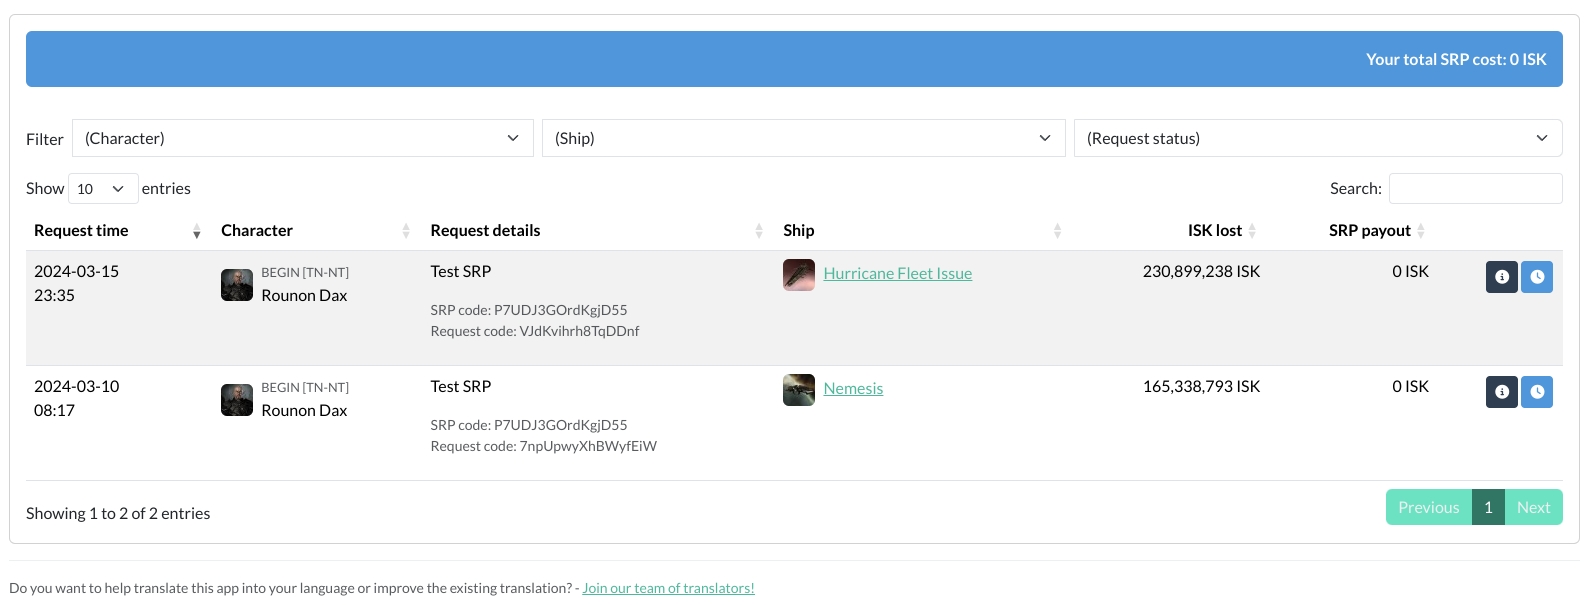 Your total SRP cost: 0 ISK
Filter (Character) (Ship) (Request status)
Show 10 entries Search:
Request time Character Request details Ship ISK lost SRP payout
2024-03-15
23:35
BEGIN [TN-NT]
Rounon Dax
Test SRP
SRP code: P7UDJ3GOrdKgjD55
Request code: VJdKvihrh8TqDDnf
Hurricane Fleet Issue
230,899,238 ISK
0 ISK
2024-03-10
08:17
BEGIN [TN-NT]
Rounon Dax
Test SRP
SRP code: P7UDJ3GOrdKgjD55
Request code: 7npUpwyXhBWyfEiW
Nemesis
165,338,793 ISK
0 ISK
Showing 1 to 2 of 2 entries
Previous 1 Next
Do you want to help translate this app into your language or improve the existing translation? - Join our team of translators!